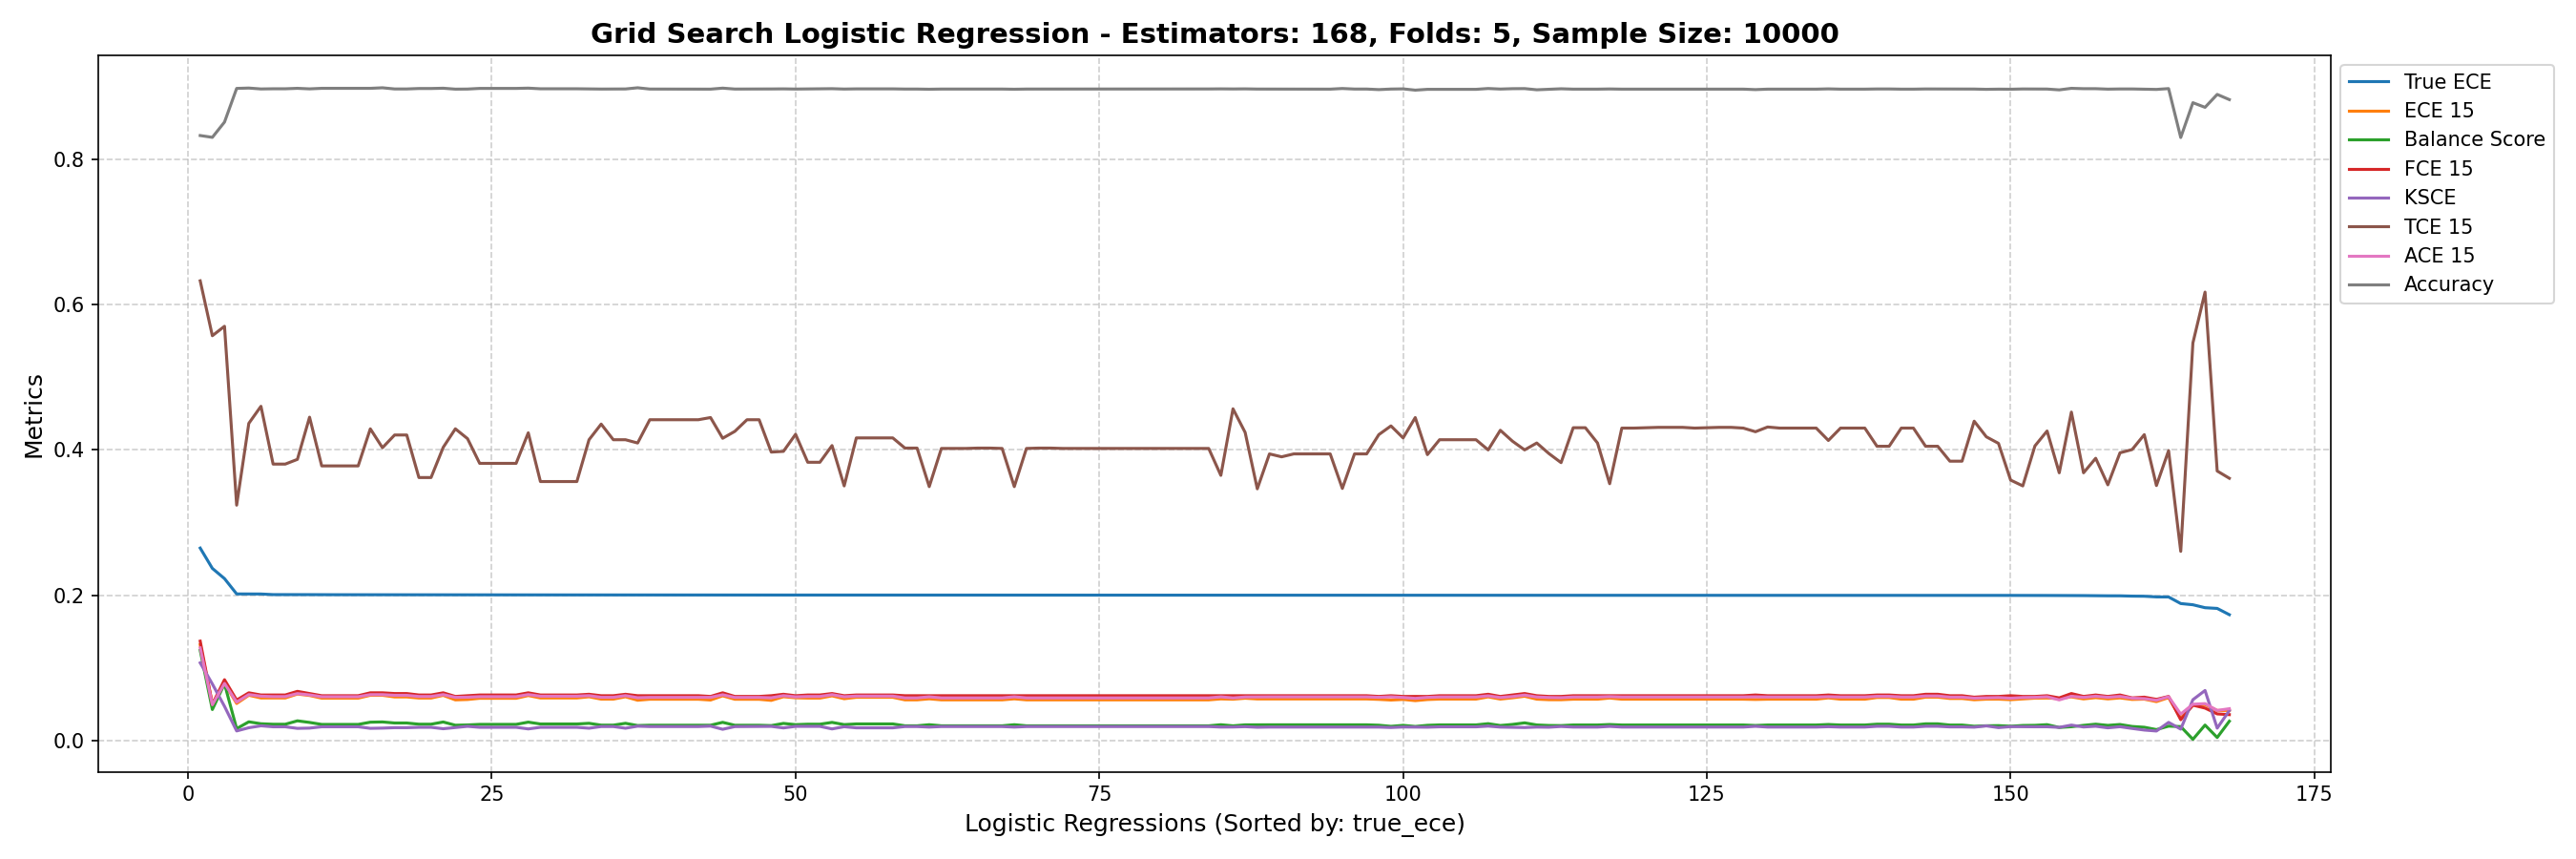 Grid Search Logistic Regression - Estimators: 168, Folds: 5, Sample Size: 10000
True ECE
ECE 15
Balance Score
FCE 15
KSCE
TCE 15
ACE 15
Accuracy
Metrics
0.8
0.6
0.4
0.2
0.0
0
25
50
75
100
125
150
175
Logistic Regressions (Sorted by: true_ece)